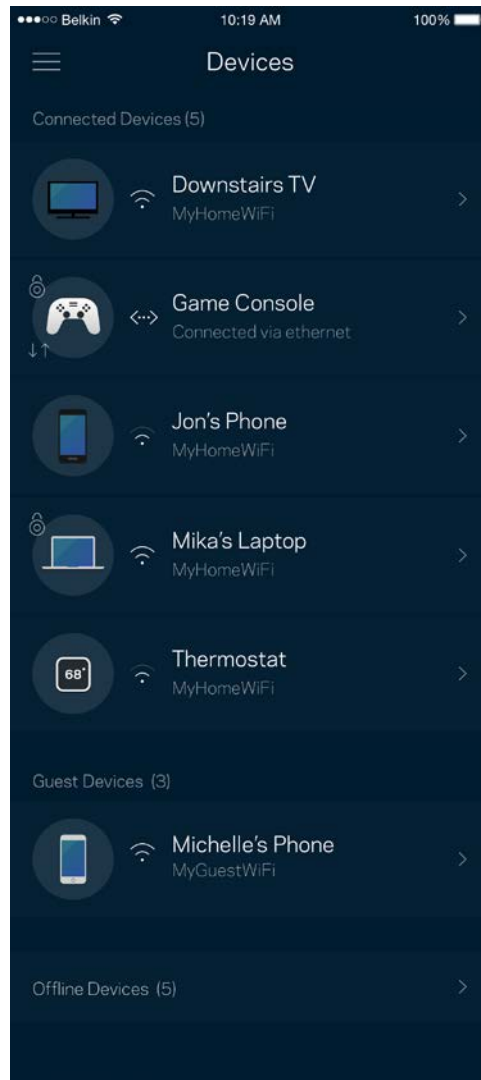 Belkin 10:19 AM 100%
Devices
Connected Devices (5)
Downstairs TV
MyHomeWiFi
Game Console
Connected via ethernet
Jon's Phone
MyHomeWiFi
Mika's Laptop
MyHomeWiFi
68°
Thermostat
MyHomeWiFi
Guest Devices (3)
Michelle's Phone
MyGuestWiFi
Offline Devices (5)